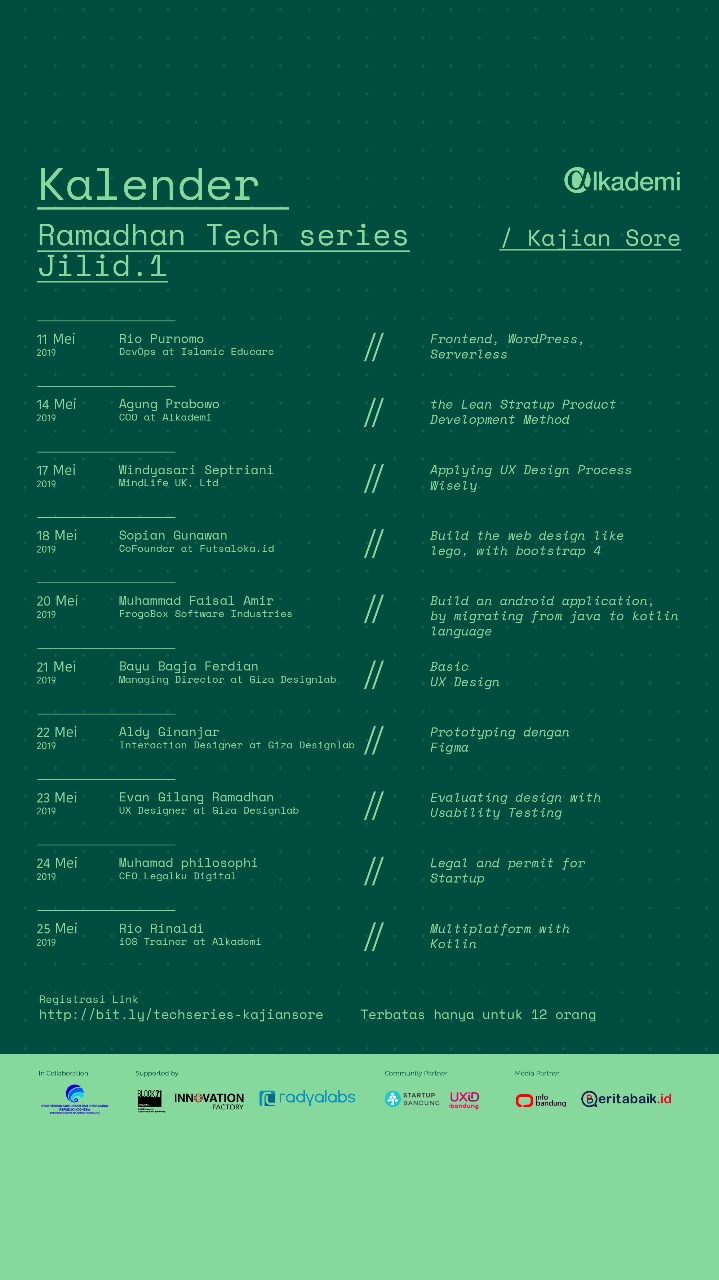 Kalender
Alkademi
Ramadhan Tech series
/ Kajian Sore
Jilid.1
11 Mei
2019
Rio Purnomo
DevOps at Islamic Educare
//
Frontend, WordPress,
Serverless
14 Mei
2019
Agung Prabowo
COO at Alkademi
//
the Lean Stratup Product
Development Method
17 Mei
2019
Windyasari Septriani
MindLife UK, Ltd
//
Applying UX Design Process
Wisely
18 Mei
2019
Sopian Gunawan
CoFounder at Futsaloka.id
//
Build the web design like
lego, with bootstrap 4
20 Mei
2019
Muhammad Faisal Amir
FrogoBox Software Industries
//
Build an android application,
by migrating from java to kotlin
language
21 Mei
2019
Bayu Bagja Ferdian
Managing Director at Giza Designlab
//
Basic
UX Design
22 Mei
2019
Aldy Ginanjar
Interaction Designer at Giza Designlab
//
Prototyping dengan
Figma
23 Mei
2019
Evan Gilang Ramadhan
UX Designer at Giza Designlab
//
Evaluating design with
Usability Testing
24 Mei
2019
Muhamad philosophi
CEO Legalku Digital
//
Legal and permit for
Startup
25 Mei
2019
Rio Rinaldi
iOS Trainer at Alkademi
//
Multiplatform with
Kotlin
Registrasi Link
http://bit.ly/techseries-kajiansore
Terbatas hanya untuk 12 orang
In Collaboration
Supported by
Community Partner
Media Partner
KEMENTERIAN KOMUNIKASI DAN INFORMATIKA
REPUBLIK INDONESIA
BLOCK71
INNOVATION
FACTORY
radyalabs
STARTUP
BANDUNG
UXiD
bandung
info
bandung
Beritabaik.id